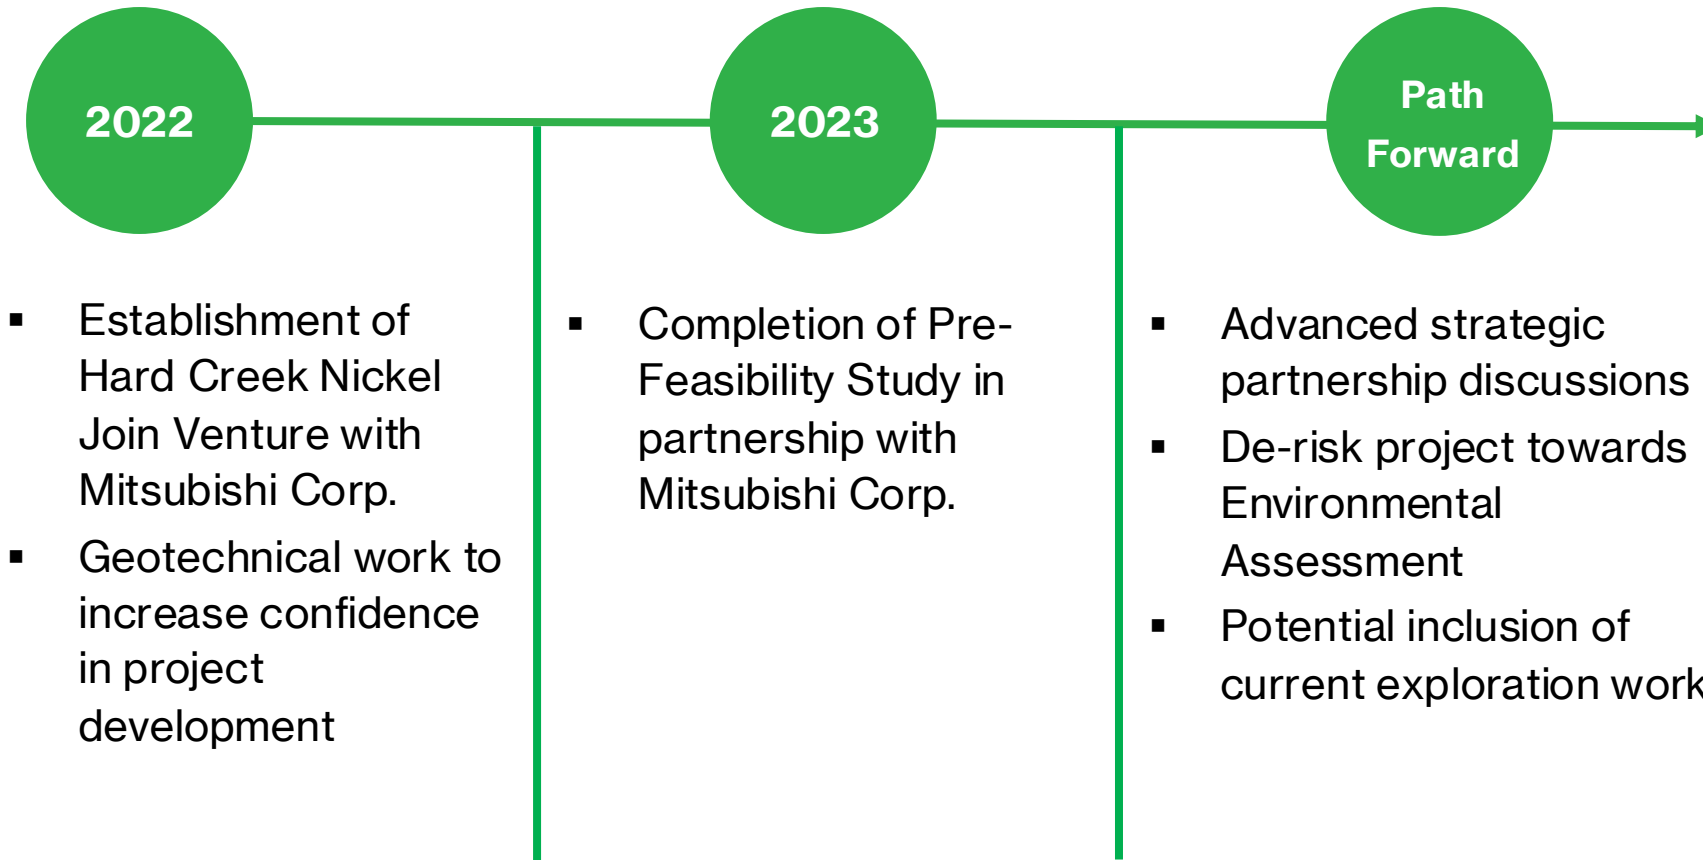 2022
2023
Path
Forward
▪ Establishment of
Hard Creek Nickel
Join Venture with
Mitsubishi Corp.
▪ Geotechnical work to
increase confidence
in project
development
▪ Completion of Pre-
Feasibility Study in
partnership with
Mitsubishi Corp.
▪ Advanced strategic
partnership discussions
▪ De-risk project towards
Environmental
Assessment
▪ Potential inclusion of
current exploration work